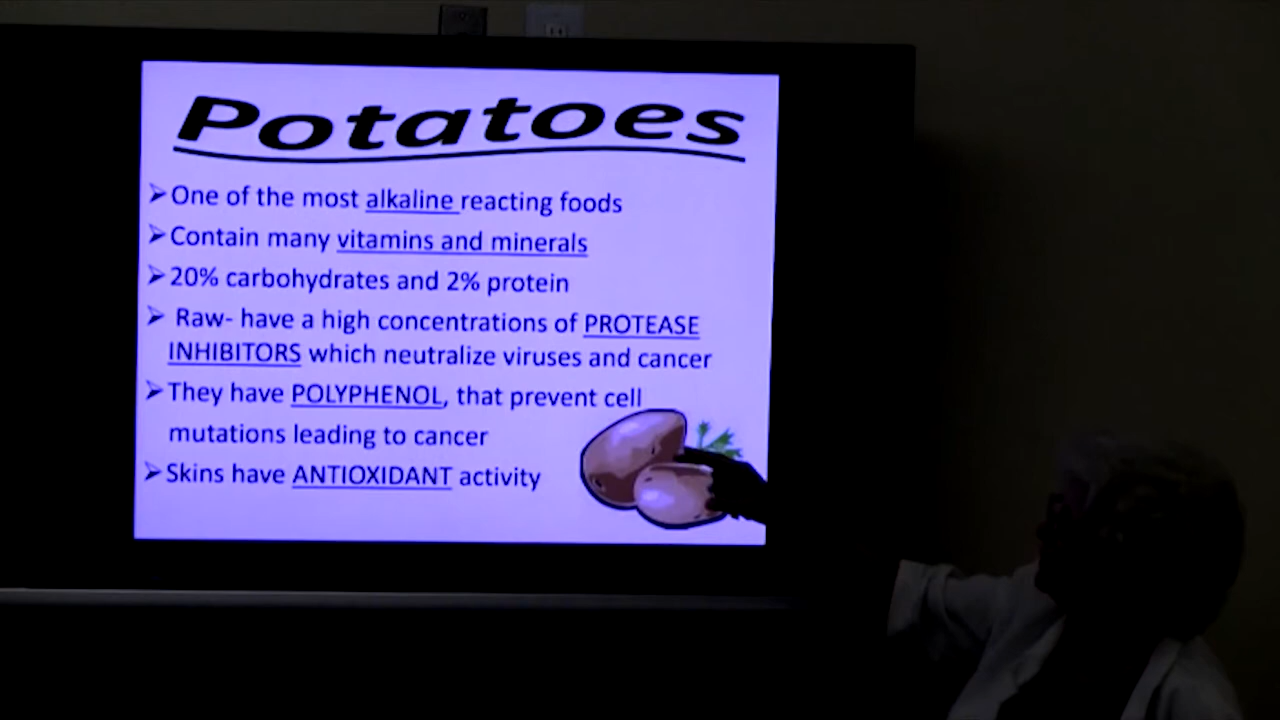 Potatoes
➢One of the most alkaline reacting foods
➢Contain many vitamins and minerals
➢20% carbohydrates and 2% protein
➢ Raw- have a high concentrations of PROTEASE
INHIBITORS which neutralize viruses and cancer
➢They have POLYPHENOL, that prevent cell
mutations leading to cancer
➢Skins have ANTIOXIDANT activity